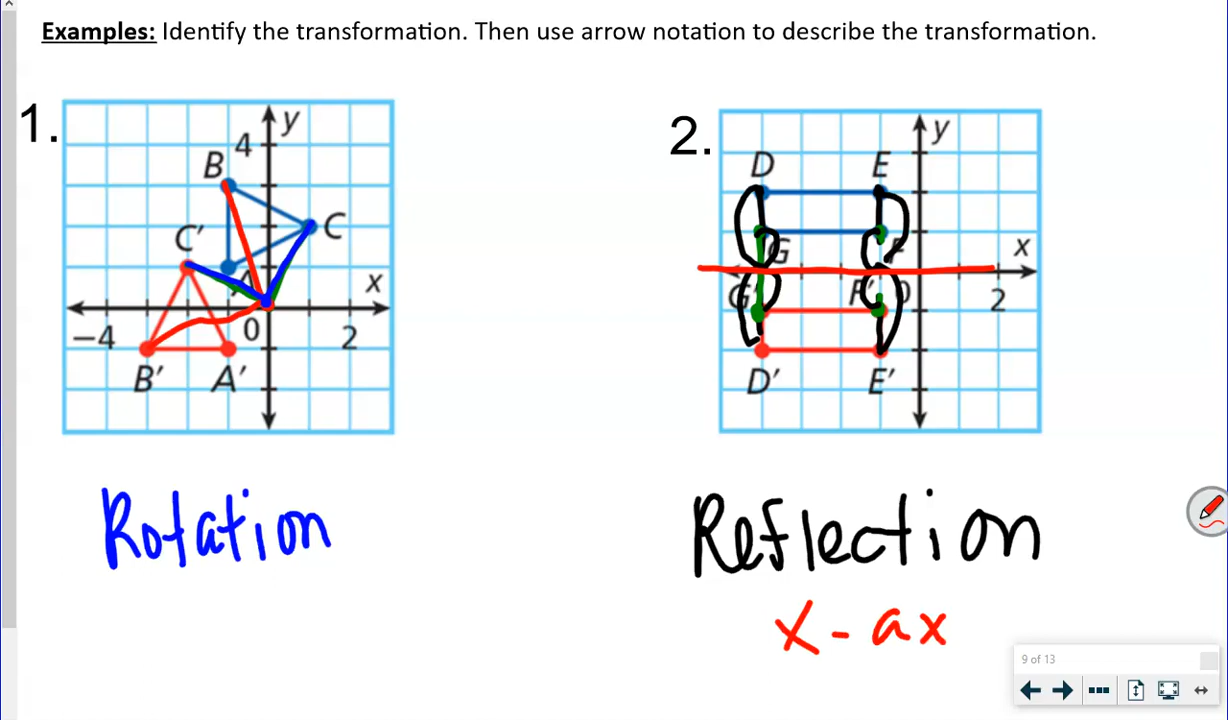 Examples: Identify the transformation. Then use arrow notation to describe the transformation.
1.
y
4
B
C
C'
A
x
-4
0
2
B'
A'
2.
y
D
E
G
F
x
G'
F'
0
2
D'
E'
Rotation
Reflection
x - ax
9 of 13